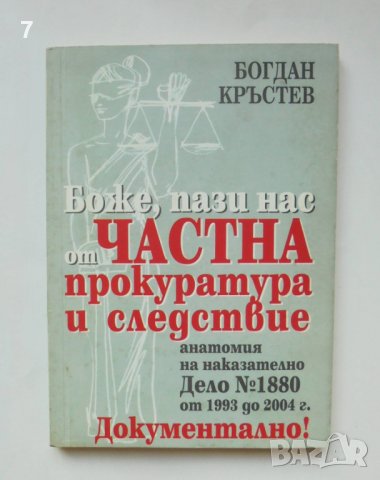 7
БОГДАН
КРЪСТЕВ
Боже, пази нас
от ЧАСТНА
прокуратура
и следствие
анатомия
на наказателно
Дело №1880
от 1993 до 2004 г.
Документално!
BAZAR